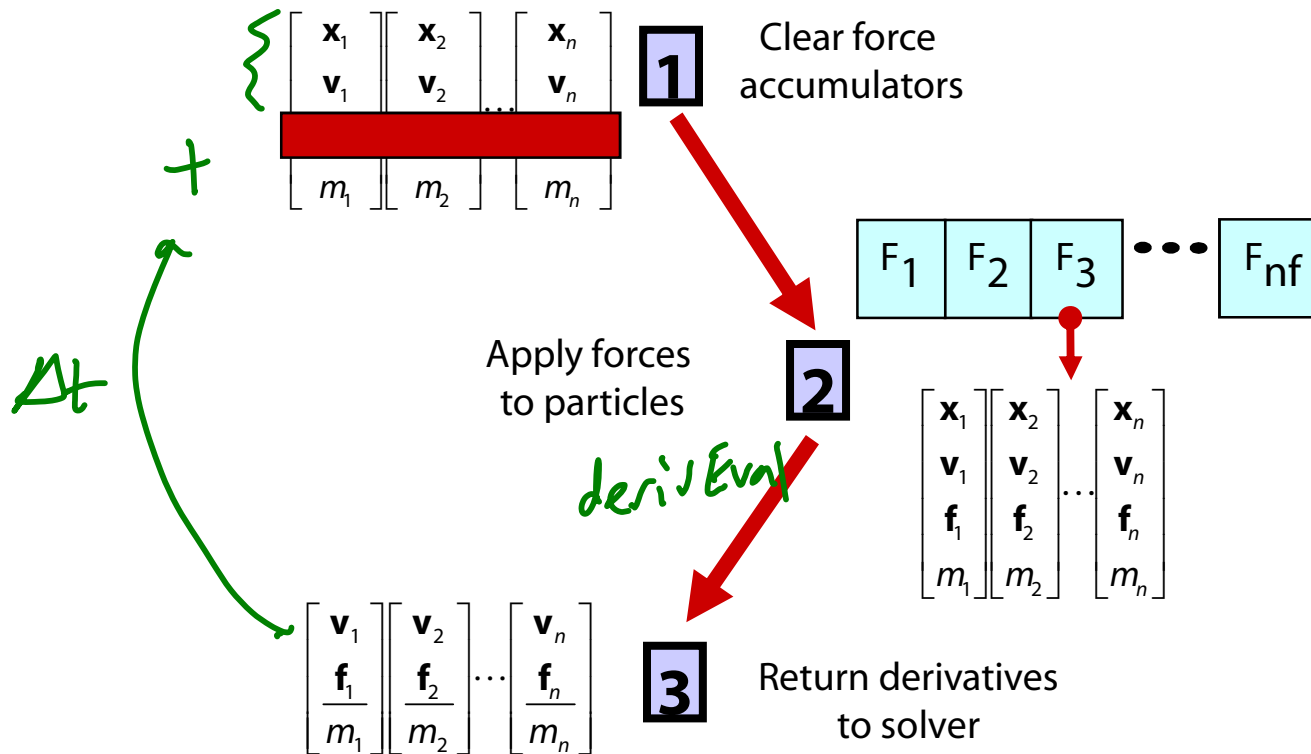 x₁ x₂ xₙ
v₁ v₂ ... vₙ
m₁ m₂ mₙ
1
Clear force
accumulators
+
Δt
F₁ F₂ F₃ ••• Fnf
Apply forces
to particles
2
derivEval
x₁ x₂ xₙ
v₁ v₂ vₙ
f₁ f₂ ... fₙ
m₁ m₂ mₙ
v₁ v₂ vₙ
f₁ f₂ ... fₙ
m₁ m₂ mₙ
3
Return derivatives
to solver